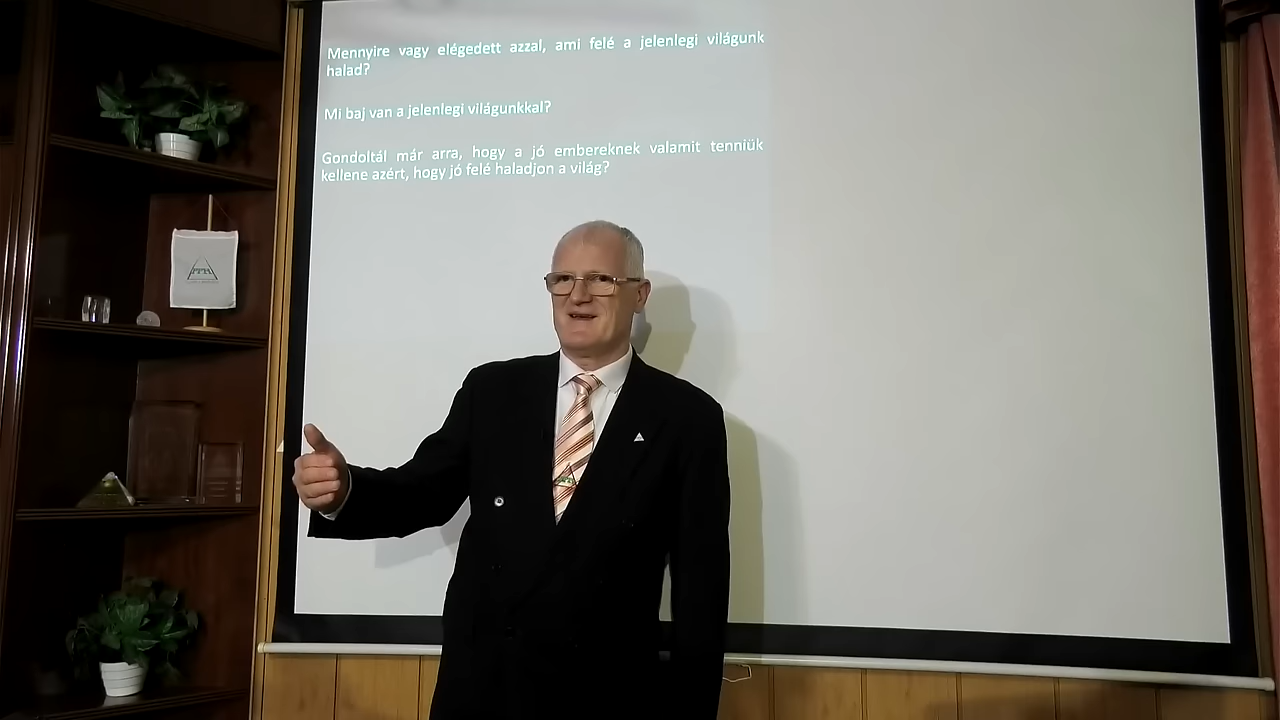 Mennyire vagy elégedett azzal, ami felé a jelenlegi világunk
halad?
Mi baj van a jelenlegi világunkkal?
Gondoltál már arra, hogy a jó embereknek valamit tenniük
kellene azért, hogy jó felé haladjon a világ?